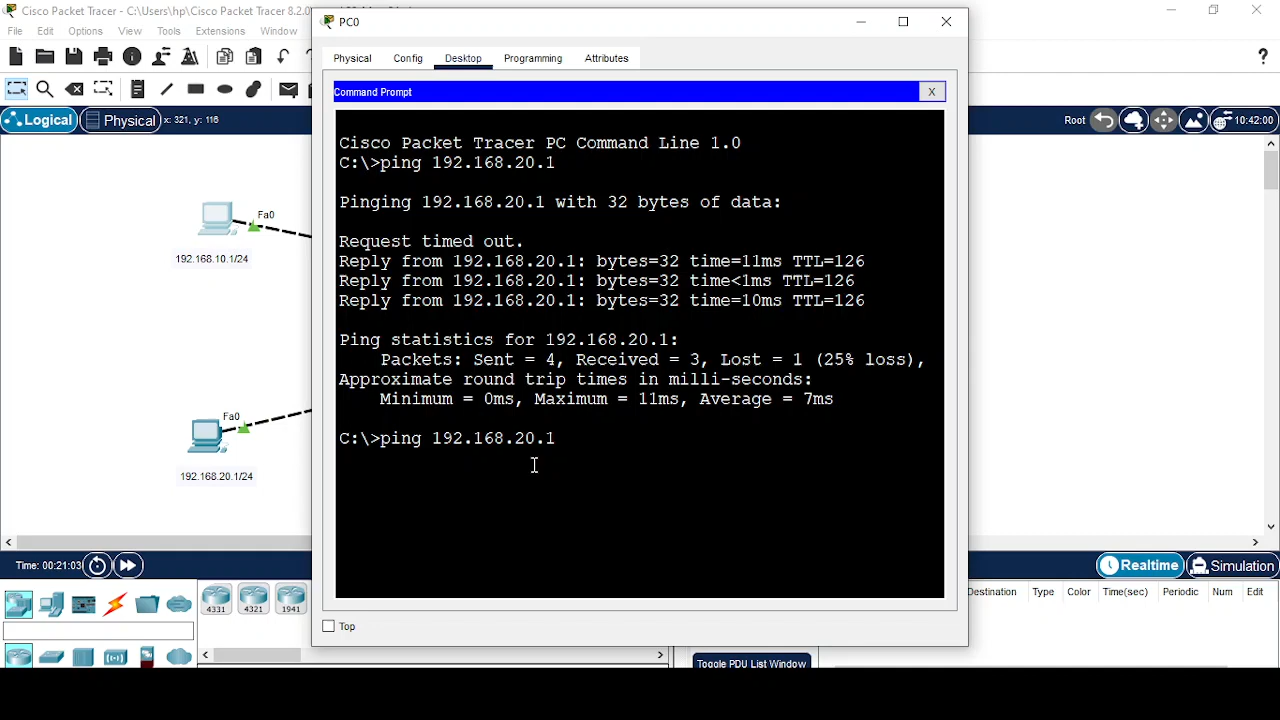 Cisco Packet Tracer - C:\Users\hp\Cisco Packet Tracer 8.2.0
File Edit Options View Tools Extensions Window
?
Logical Physical x: 321, y: 116
Root 10:42:00
PC0
Physical Config Desktop Programming Attributes
Command Prompt
X
Cisco Packet Tracer PC Command Line 1.0
C:\>ping 192.168.20.1
Pinging 192.168.20.1 with 32 bytes of data:
Request timed out.
Reply from 192.168.20.1: bytes=32 time=11ms TTL=126
Reply from 192.168.20.1: bytes=32 time<1ms TTL=126
Reply from 192.168.20.1: bytes=32 time=10ms TTL=126
Ping statistics for 192.168.20.1:
Packets: Sent = 4, Received = 3, Lost = 1 (25% loss),
Approximate round trip times in milli-seconds:
Minimum = 0ms, Maximum = 11ms, Average = 7ms
C:\>ping 192.168.20.1
Top
Fa0
192.168.10.1/24
Fa0
192.168.20.1/24
Time: 00:21:03
Realtime Simulation
4331 4321 1941
Destination Type Color Time(sec) Periodic Num Edit
Toggle PDU List Window